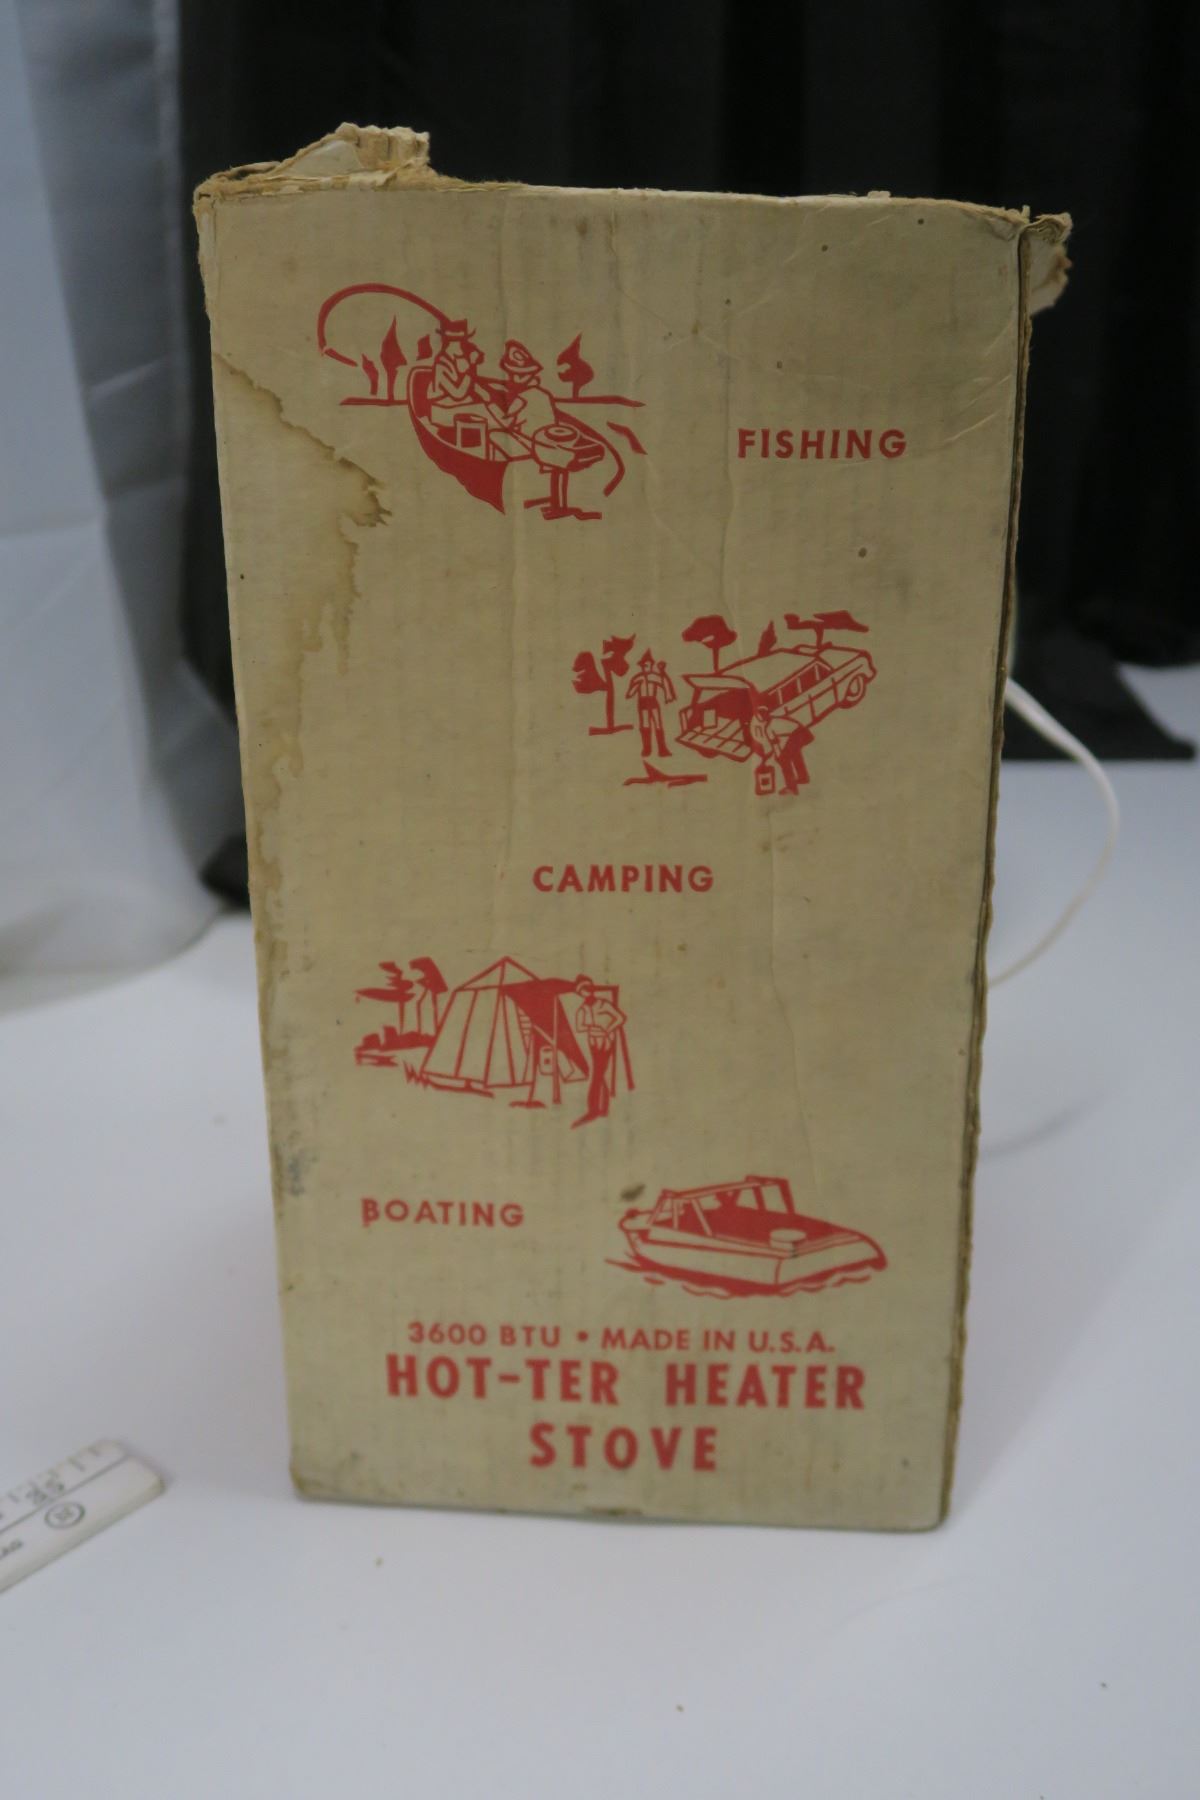 FISHING
CAMPING
BOATING
3600 BTU • MADE IN U.S.A.
HOT-TER HEATER
STOVE